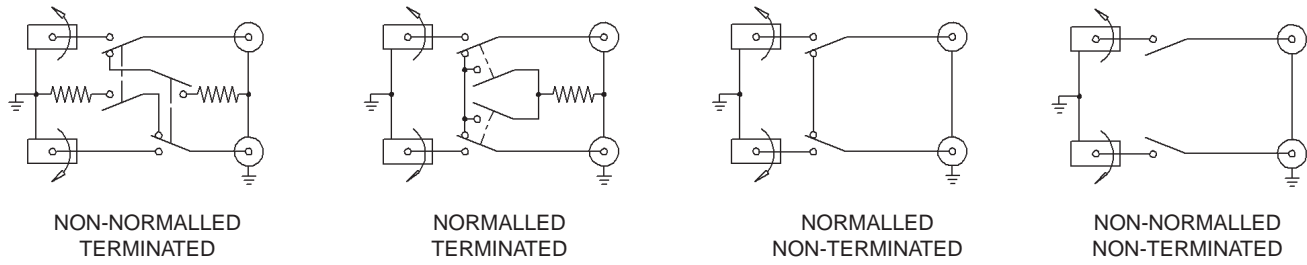 NON-NORMALLED
TERMINATED
NORMALLED
TERMINATED
NORMALLED
NON-TERMINATED
NON-NORMALLED
NON-TERMINATED